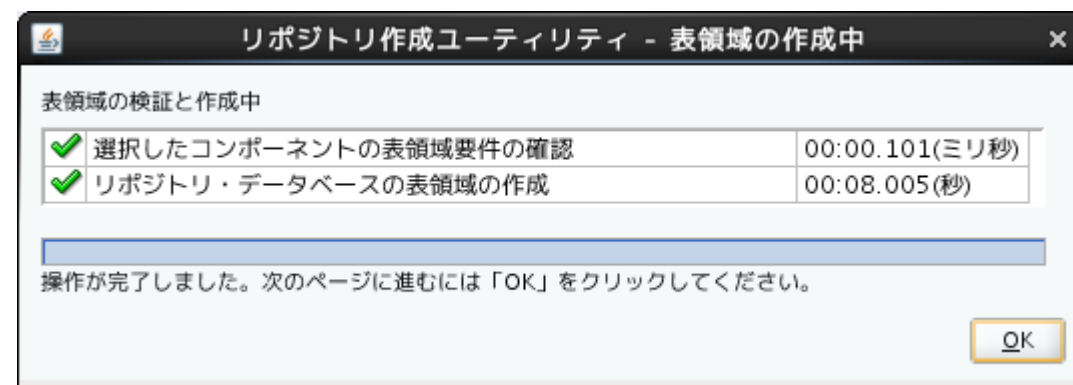 リポジトリ作成ユーティリティ - 表領域の作成中
表領域の検証と作成中
選択したコンポーネントの表領域要件の確認 00:00.101(ミリ秒)
リポジトリ・データベースの表領域の作成 00:08.005(秒)
操作が完了しました。次のページに進むには「OK」をクリックしてください。
OK